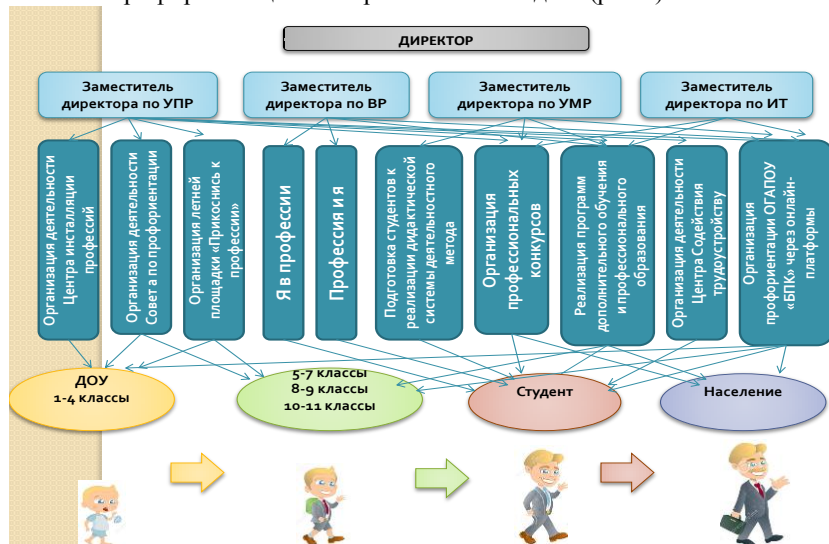 ДИРЕКТОР
Заместитель
директора по УПР
Заместитель
директора по ВР
Заместитель
директора по УМР
Заместитель
директора по ИТ
Организация деятельности
Центра инсталляции
профессий
Организация деятельности
Совет а по профориентации
Организация летней
площадки «Прикоснись к
профессии»
Я в профессии
Профессия и я
Подготовка студентов к
реализации дидактической
системы деятельностного
метода
Организация
профессиональных
конкурсов
Реализация программ
дополнительного обучения
и профессионального
образования
Организация деятельности
Центра Содействия
трудоустройству
Организация
профориентации ОГАПОУ
«БПК» через онлайн-
платформы
ДОУ
1-4 классы
5-7 классы
8-9 классы
10-11 классы
Студент
Население